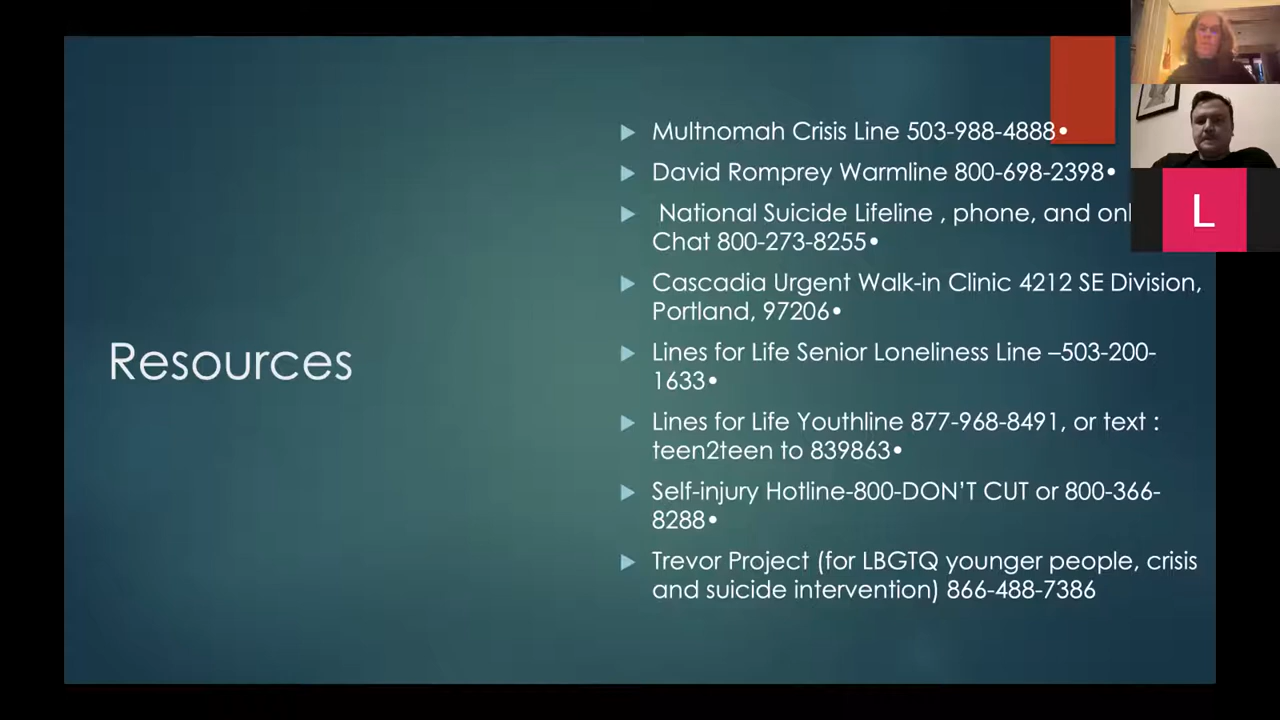 Resources
Multnomah Crisis Line 503-988-4888•
David Romprey Warmline 800-698-2398•
National Suicide Lifeline , phone, and
Chat 800-273-8255•
Cascadia Urgent Walk-in Clinic 4212 SE Division,
Portland, 97206•
Lines for Life Senior Loneliness Line –503-200-
1633•
Lines for Life Youthline 877-968-8491, or text :
teen2teen to 839863•
Self-injury Hotline-800-DON’T CUT or 800-366-
8288•
Trevor Project (for LBGTQ younger people, crisis
and suicide intervention) 866-488-7386
L